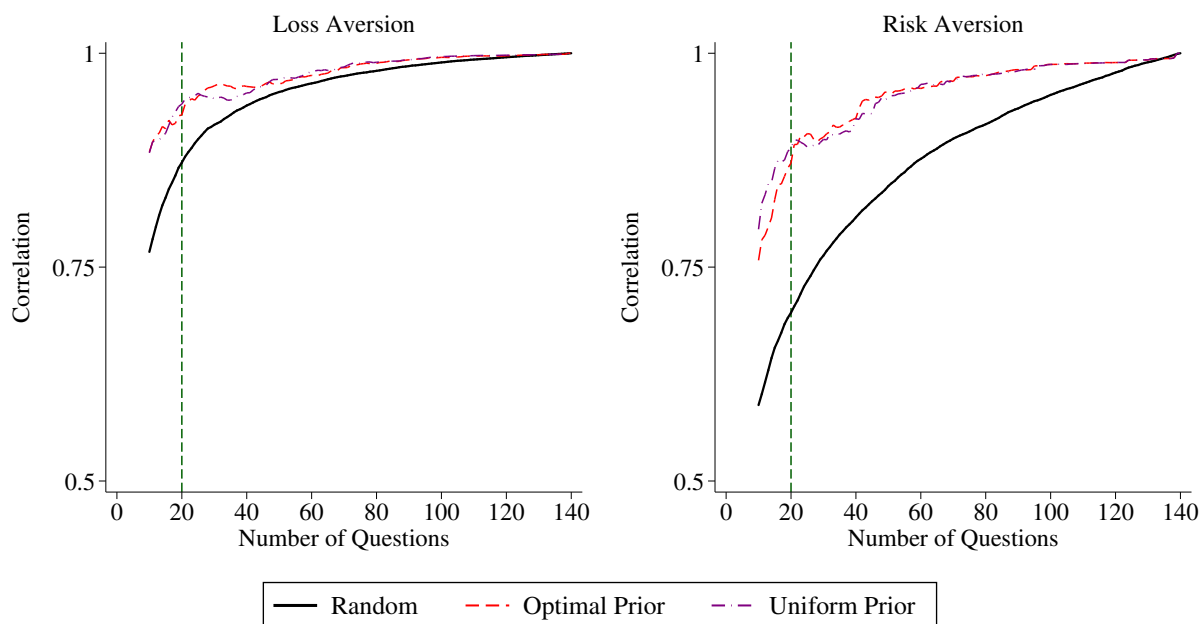 Loss Aversion
1
0.75
0.5
Correlation
0 20 40 60 80 100 120 140
Number of Questions
Risk Aversion
1
0.75
0.5
Correlation
0 20 40 60 80 100 120 140
Number of Questions
Random Optimal Prior Uniform Prior